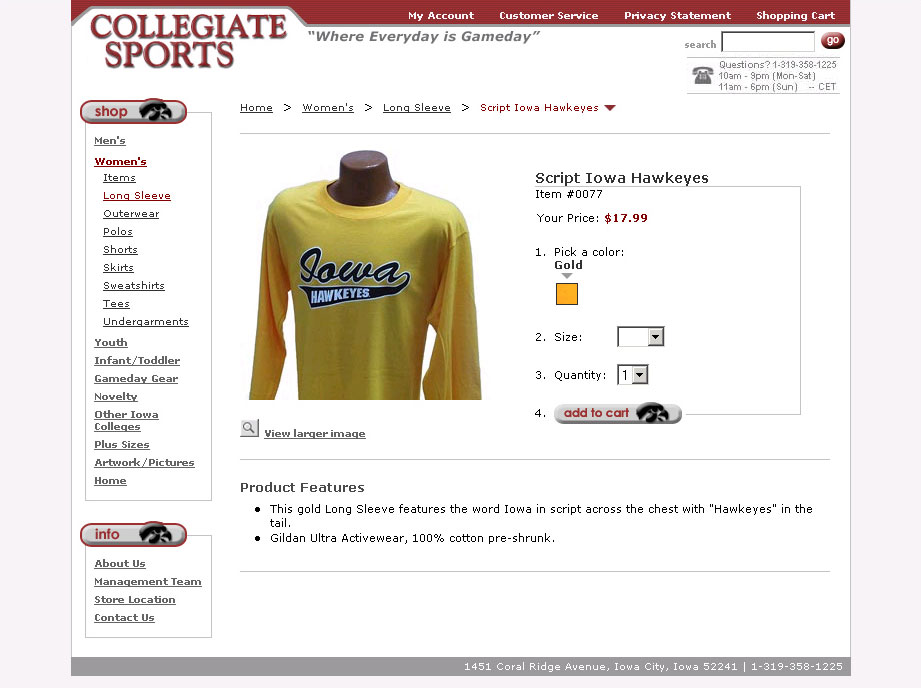 My Account Customer Service Privacy Statement Shopping Cart
COLLEGIATE
SPORTS
“Where Everyday is Gameday”
search go
Questions? 1-319-358-1225
10am - 9pm (Mon-Sat)
11am - 6pm (Sun) -- CET
shop
Men's
Women's
Items
Long Sleeve
Outerwear
Polos
Shorts
Skirts
Sweatshirts
Tees
Undergarments
Youth
Infant/Toddler
Gameday Gear
Novelty
Other Iowa
Colleges
Plus Sizes
Artwork/Pictures
Home
info
About Us
Management Team
Store Location
Contact Us
Home > Women's > Long Sleeve > Script Iowa Hawkeyes
Iowa
HAWKEYES
View larger image
Script Iowa Hawkeyes
Item #0077
Your Price: $17.99
1. Pick a color:
Gold
2. Size:
3. Quantity: 1
4. add to cart
Product Features
• This gold Long Sleeve features the word Iowa in script across the chest with "Hawkeyes" in the
tail.
• Gildan Ultra Activewear, 100% cotton pre-shrunk.
1451 Coral Ridge Avenue, Iowa City, Iowa 52241 | 1-319-358-1225